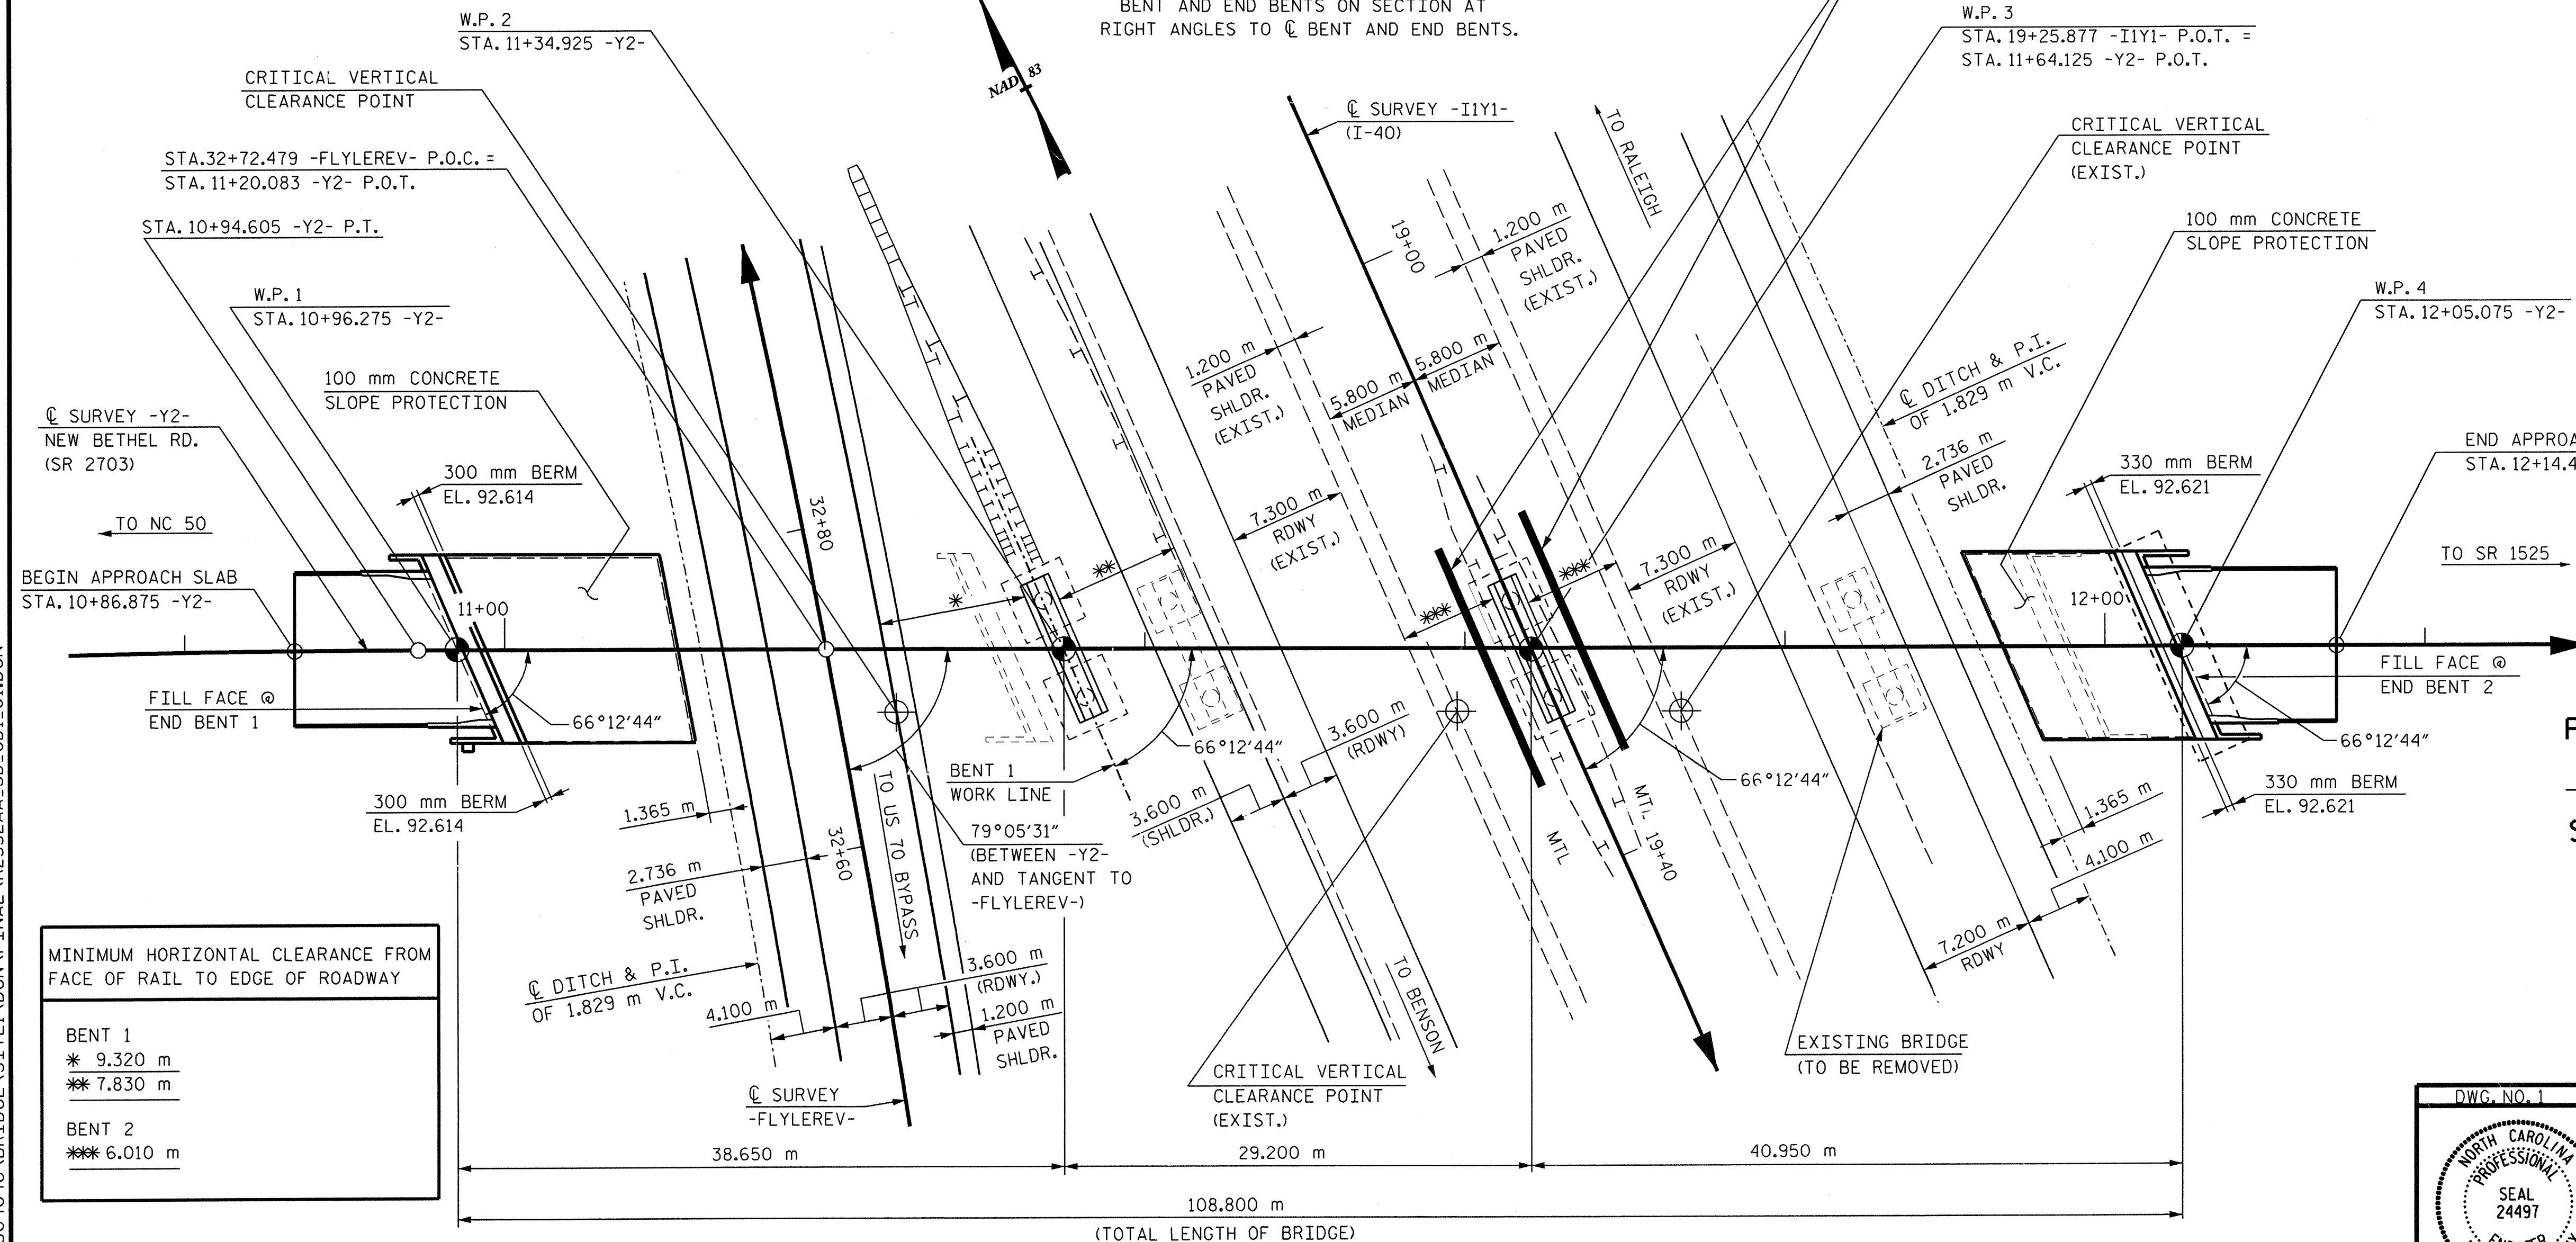 BENT AND END BENTS ON SECTION AT
RIGHT ANGLES TO ℄ BENT AND END BENTS.
W.P. 2
STA. 11+34.925 -Y2-
CRITICAL VERTICAL
CLEARANCE POINT
STA.32+72.479 -FLYLEREV- P.O.C. =
STA. 11+20.083 -Y2- P.O.T.
STA. 10+94.605 -Y2- P.T.
W.P. 1
STA. 10+96.275 -Y2-
100 mm CONCRETE
SLOPE PROTECTION
℄ SURVEY -Y2-
NEW BETHEL RD.
(SR 2703)
300 mm BERM
EL. 92.614
TO NC 50
BEGIN APPROACH SLAB
STA. 10+86.875 -Y2-
11+00
FILL FACE @
END BENT 1
66°12'44"
300 mm BERM
EL. 92.614
NAD 83
℄ SURVEY -I1Y1-
(I-40)
TO RALEIGH
W.P. 3
STA. 19+25.877 -I1Y1- P.O.T. =
STA. 11+64.125 -Y2- P.O.T.
CRITICAL VERTICAL
CLEARANCE POINT
(EXIST.)
100 mm CONCRETE
SLOPE PROTECTION
W.P. 4
STA. 12+05.075 -Y2-
19+00
1.200 m
PAVED
SHLDR.
(EXIST.)
1.200 m
PAVED
SHLDR.
(EXIST.)
5.800 m
MEDIAN
5.800 m
MEDIAN
℄ DITCH & P.I.
OF 1.829 m V.C.
2.736 m
PAVED
SHLDR.
END APPROA
STA. 12+14.4
330 mm BERM
EL. 92.621
TO SR 1525
12+00
7.300 m
RDWY
(EXIST.)
7.300 m
RDWY
(EXIST.)
*
**
***
***
32+80
32+60
TO US 70 BYPASS
FILL FACE @
END BENT 2
66°12'44"
330 mm BERM
EL. 92.621
66°12'44"
66°12'44"
BENT 1
WORK LINE
79°05'31"
(BETWEEN -Y2-
AND TANGENT TO
-FLYLEREV-)
3.600 m
(RDWY)
3.600 m
(SHLDR.)
MTL
MTL
19+40
1.365 m
2.736 m
PAVED
SHLDR.
1.365 m
4.100 m
7.200 m
RDWY
℄ DITCH & P.I.
OF 1.829 m V.C.
4.100 m
3.600 m
(RDWY.)
1.200 m
PAVED
SHLDR.
℄ SURVEY
-FLYLEREV-
TO BENSON
CRITICAL VERTICAL
CLEARANCE POINT
(EXIST.)
EXISTING BRIDGE
(TO BE REMOVED)
MINIMUM HORIZONTAL CLEARANCE FROM
FACE OF RAIL TO EDGE OF ROADWAY
BENT 1
* 9.320 m
** 7.830 m
BENT 2
*** 6.010 m
38.650 m
29.200 m
40.950 m
108.800 m
(TOTAL LENGTH OF BRIDGE)
DWG. NO. 1
NORTH CAROLINA
PROFESSIONAL
SEAL
24497